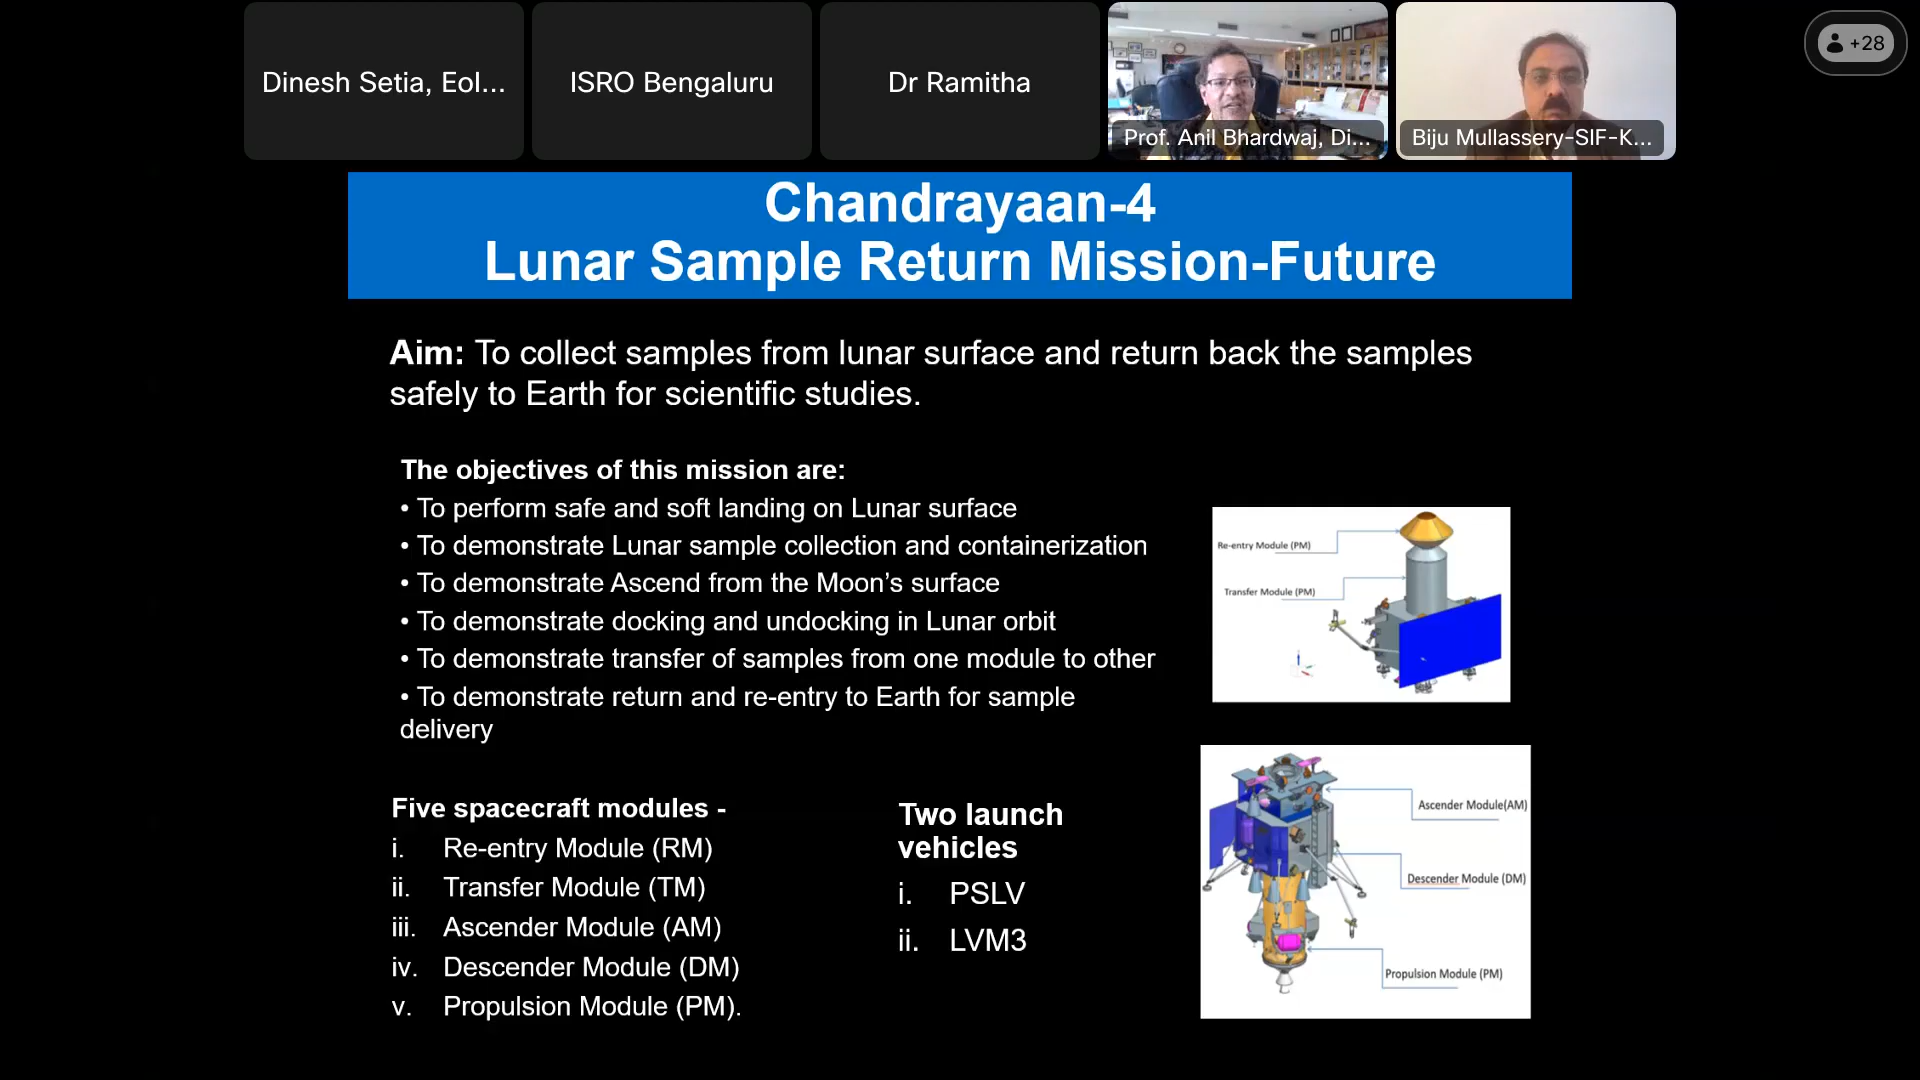 Dinesh Setia, Eol...
ISRO Bengaluru
Dr Ramitha
Prof. Anil Bhardwaj, Di...
Biju Mullassery-SIF-K...
+28
Chandrayaan-4
Lunar Sample Return Mission-Future
Aim: To collect samples from lunar surface and return back the samples
safely to Earth for scientific studies.
The objectives of this mission are:
• To perform safe and soft landing on Lunar surface
• To demonstrate Lunar sample collection and containerization
• To demonstrate Ascend from the Moon’s surface
• To demonstrate docking and undocking in Lunar orbit
• To demonstrate transfer of samples from one module to other
• To demonstrate return and re-entry to Earth for sample
delivery
Re-entry Module (PM)
Transfer Module (PM)
Five spacecraft modules -
i. Re-entry Module (RM)
ii. Transfer Module (TM)
iii. Ascender Module (AM)
iv. Descender Module (DM)
v. Propulsion Module (PM).
Two launch
vehicles
i. PSLV
ii. LVM3
Ascender Module(AM)
Descender Module (DM)
Propulsion Module (PM)